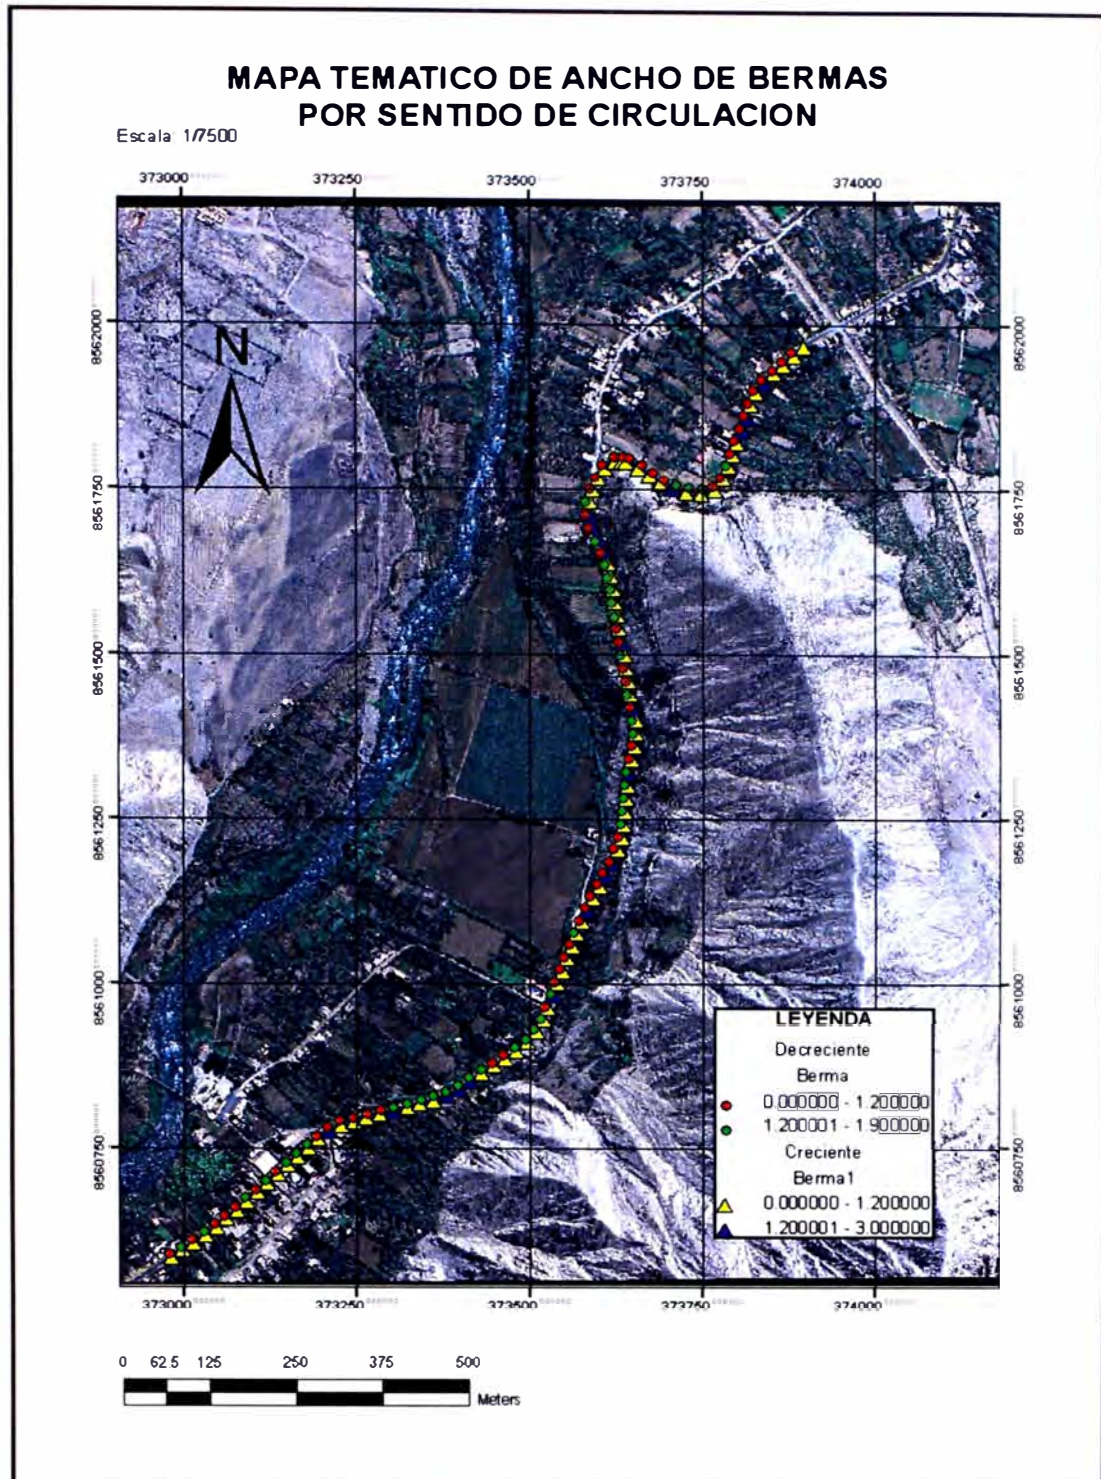 MAPA TEMATICO DE ANCHO DE BERMAS
POR SENTIDO DE CIRCULACION
Escala: 1/7500
373000 373250 373500 373750 374000
N
8562000 8562000
8561750 8561750
8561500 8561500
8561250 8561250
8561000 8561000
8560750 8560750
LEYENDA
Decreciente
Berma
0.000000 - 1.200000
1.200001 - 1.900000
Creciente
Berma1
0.000000 - 1.200000
1.200001 - 3.000000
373000 373250 373500 373750 374000
0 62.5 125 250 375 500
Meters